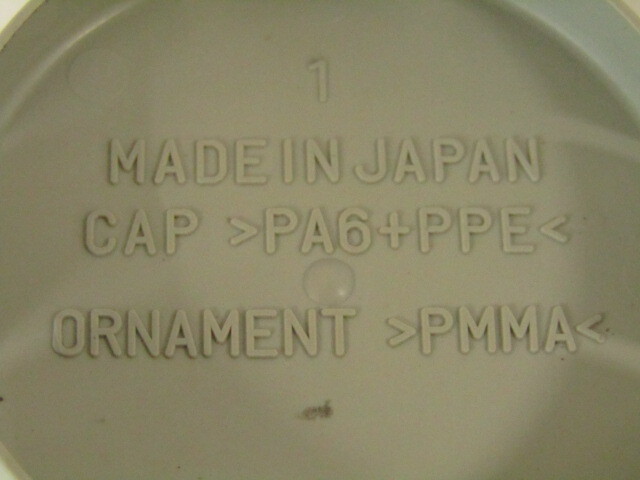 1
MADE IN JAPAN
CAP >PA6+PPE<
ORNAMENT >PMMA<